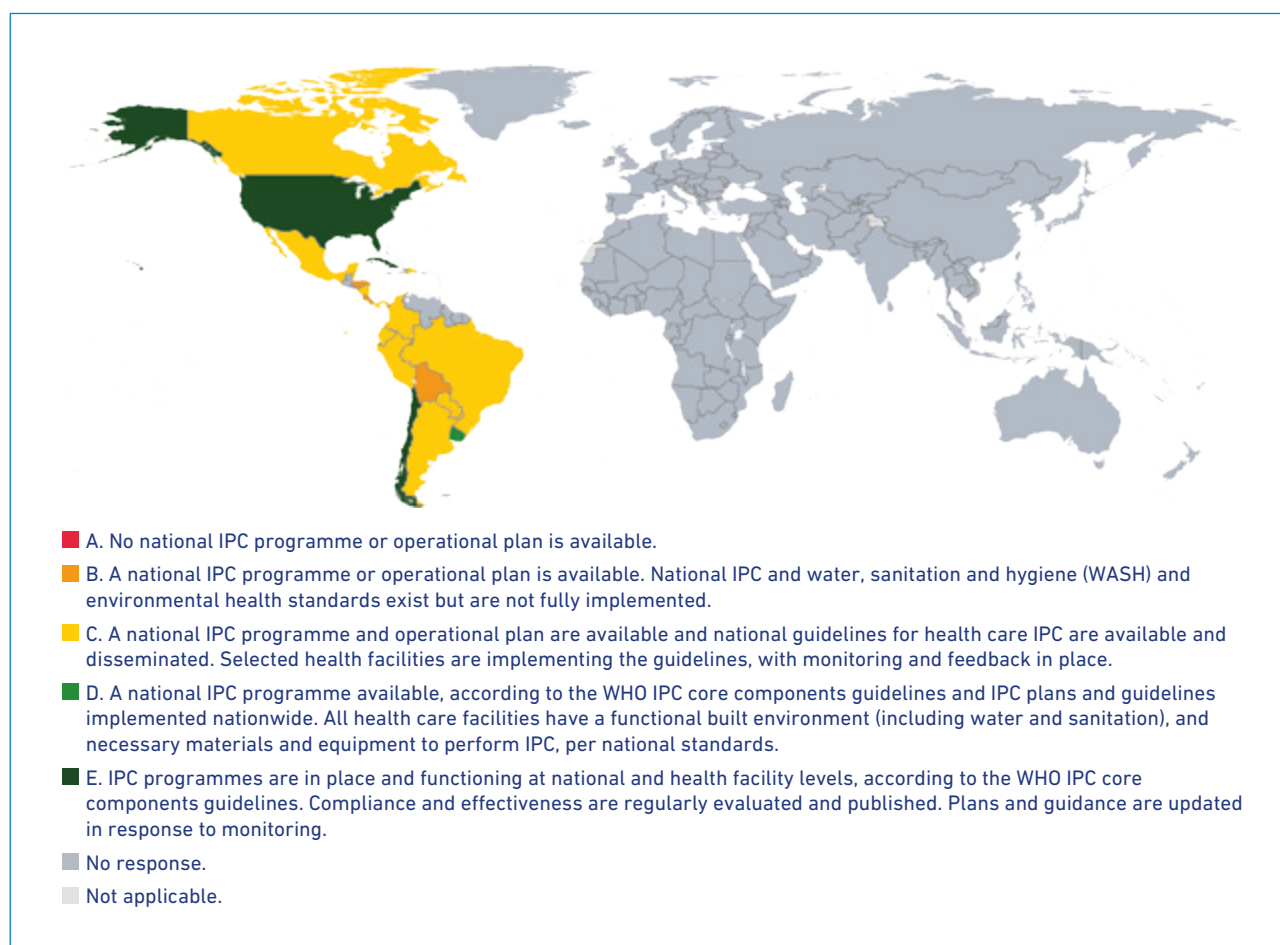 A. No national IPC programme or operational plan is available.
B. A national IPC programme or operational plan is available. National IPC and water, sanitation and hygiene (WASH) and
environmental health standards exist but are not fully implemented.
C. A national IPC programme and operational plan are available and national guidelines for health care IPC are available and
disseminated. Selected health facilities are implementing the guidelines, with monitoring and feedback in place.
D. A national IPC programme available, according to the WHO IPC core components guidelines and IPC plans and guidelines
implemented nationwide. All health care facilities have a functional built environment (including water and sanitation), and
necessary materials and equipment to perform IPC, per national standards.
E. IPC programmes are in place and functioning at national and health facility levels, according to the WHO IPC core
components guidelines. Compliance and effectiveness are regularly evaluated and published. Plans and guidance are updated
in response to monitoring.
No response.
Not applicable.